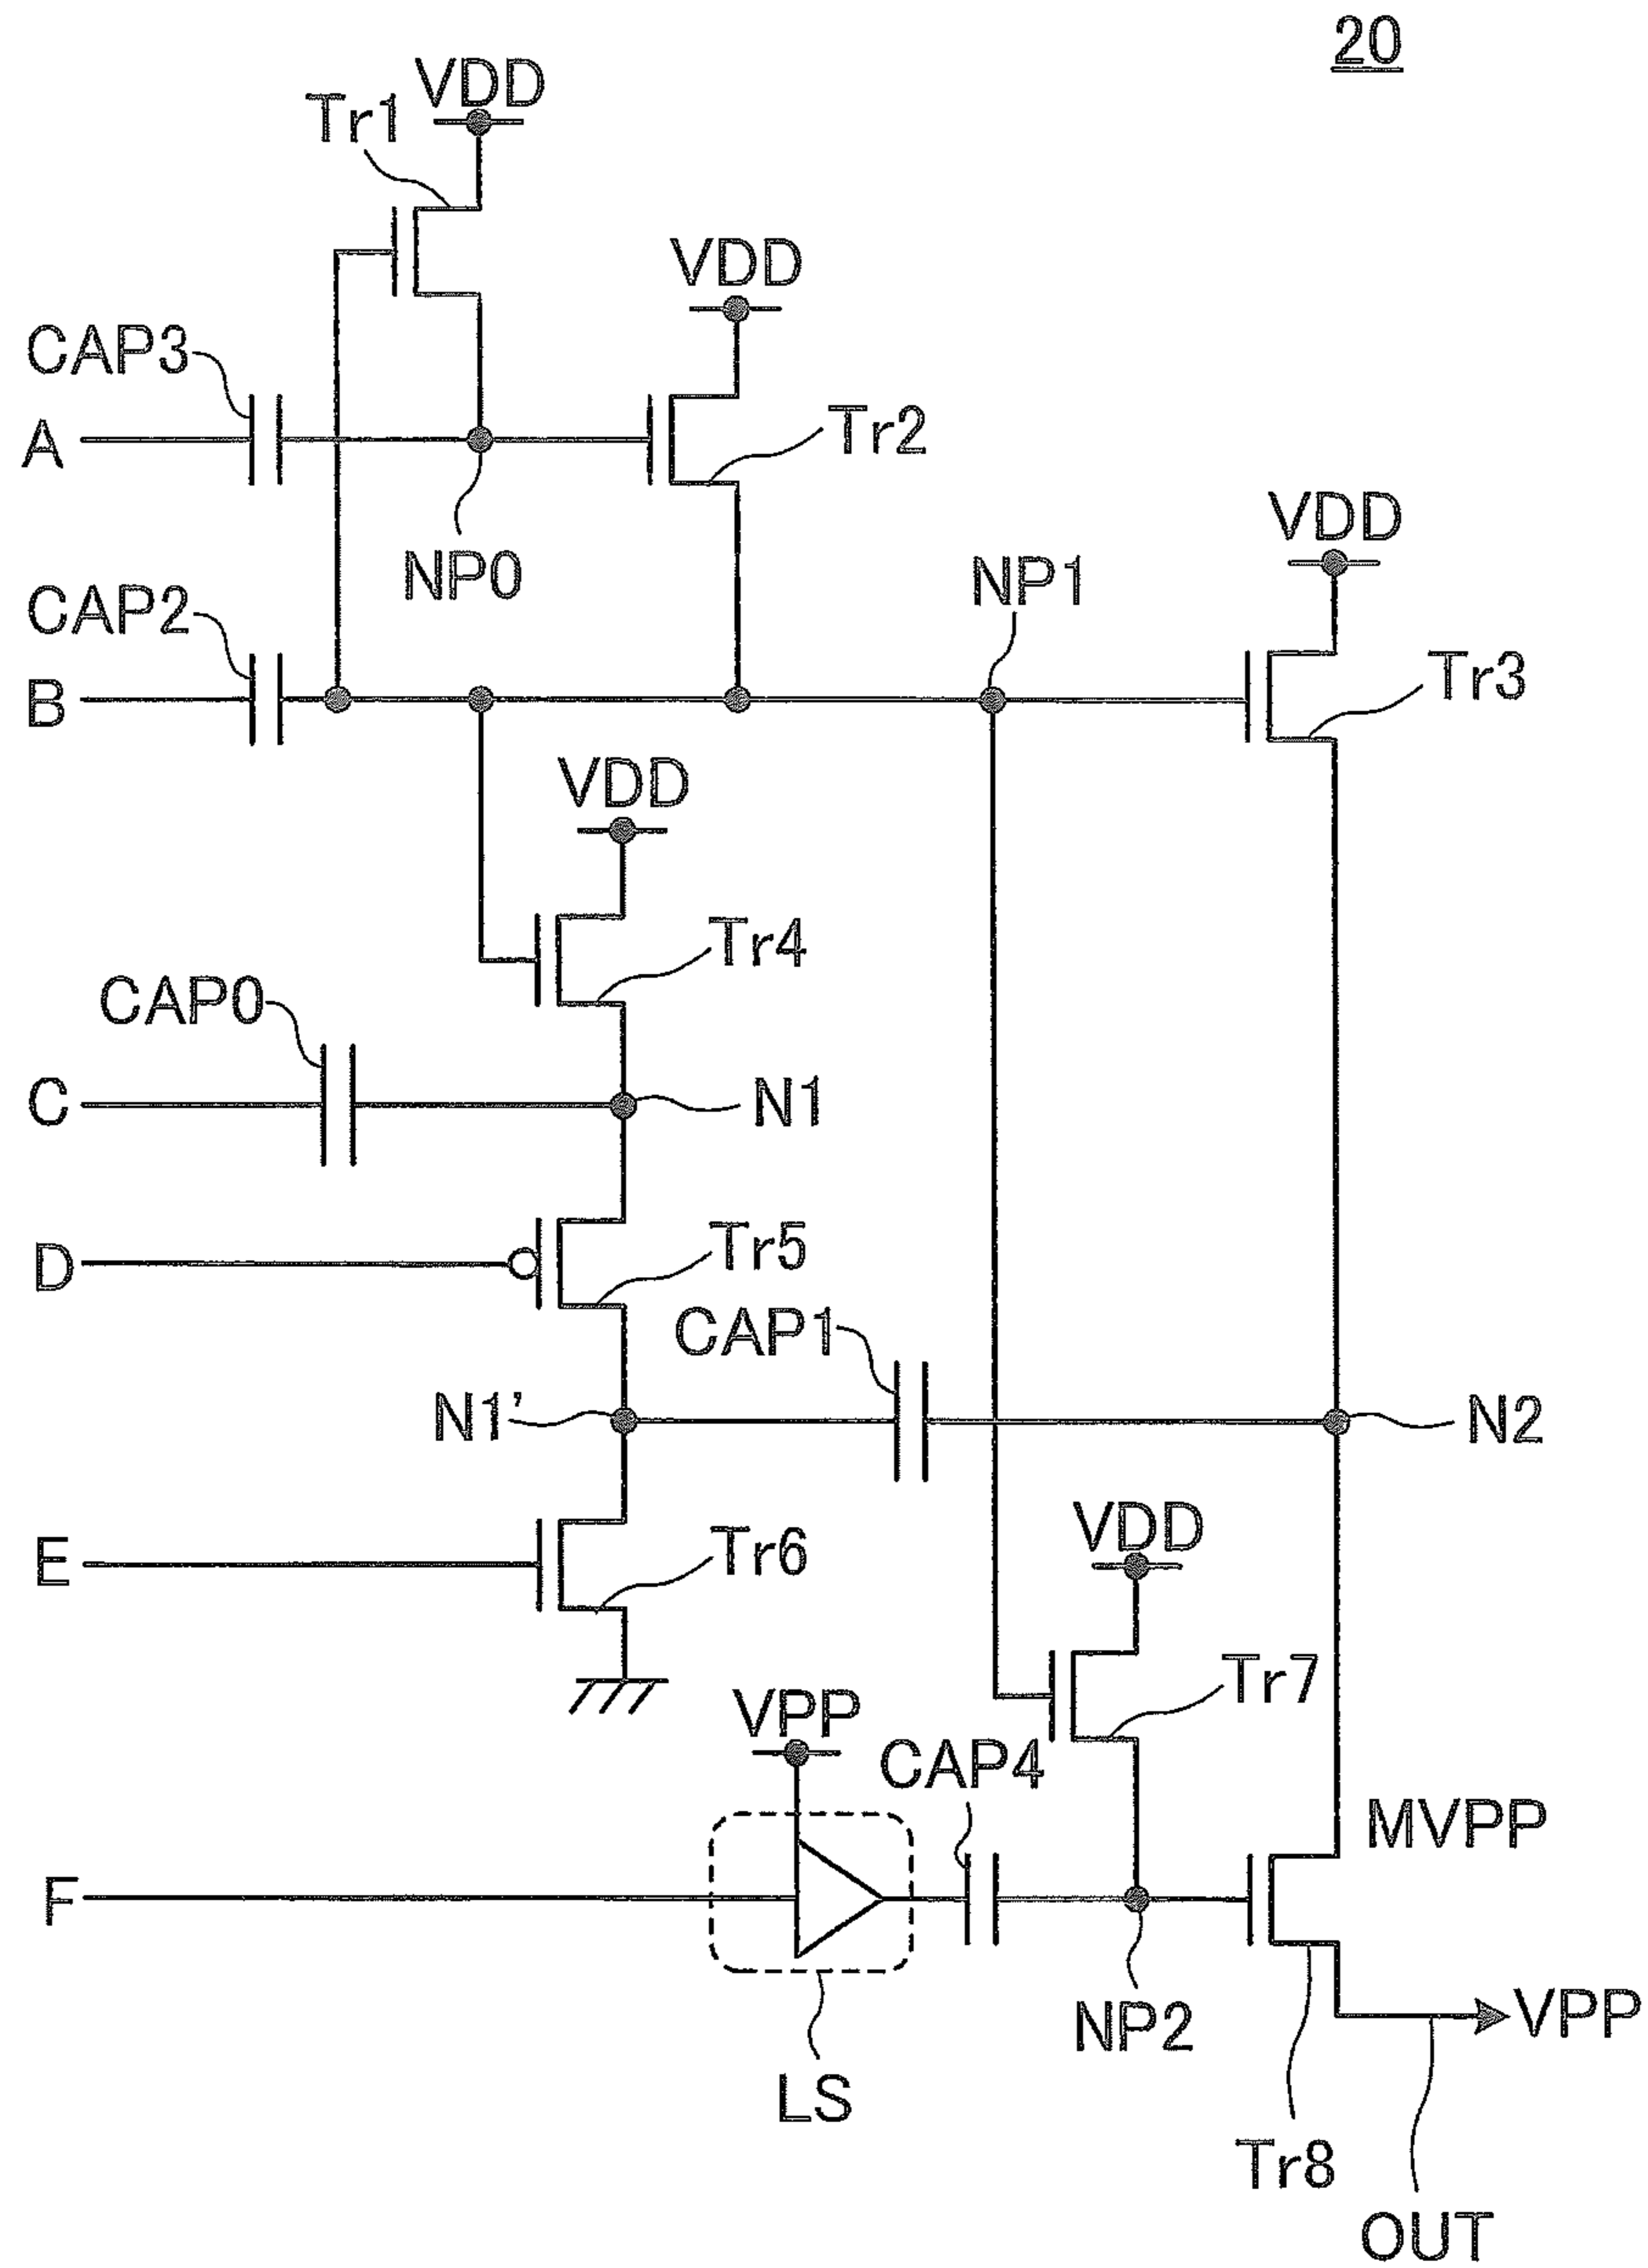 20
VDD
Tr1
VDD
CAP3
A
Tr2
NP0
VDD
NP1
CAP2
B
Tr3
VDD
Tr4
CAP0
C
N1
D
Tr5
CAP1
N1'
N2
VDD
E
Tr6
Tr7
VPP
CAP4
MVPP
F
NP2
VPP
LS
Tr8
OUT